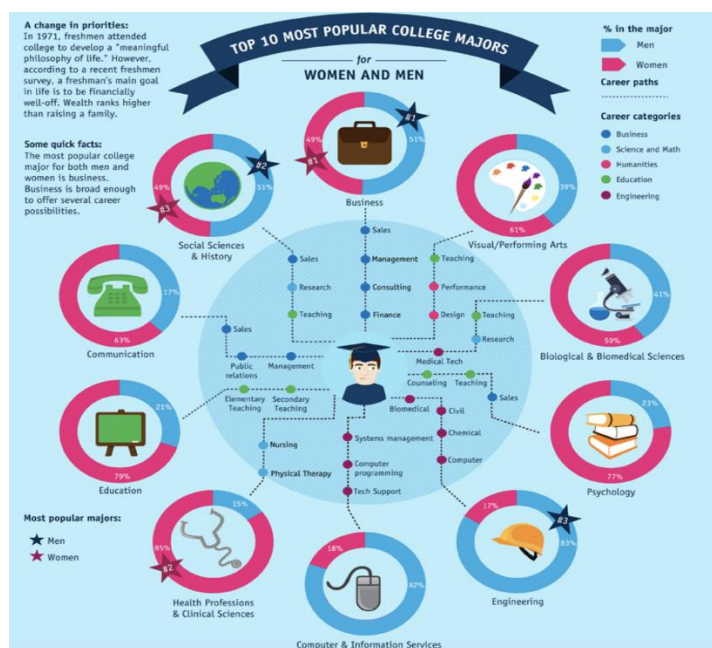 TOP 10 MOST POPULAR COLLEGE MAJORS
for
WOMEN AND MEN
A change in priorities:
In 1971, freshmen attended
college to develop a "meaningful
philosophy of life." However,
according to a recent freshmen
survey, a freshman's main goal
in life is to be financially
well-off. Wealth ranks higher
than raising a family.
Some quick facts:
The most popular college
major for both men and
women is business.
Business is broad enough
to offer several career
possibilities.
% in the major
Men
Women
Career paths
Career categories
Business
Science and Math
Humanities
Education
Engineering
49%
#1
#1
51%
Business
49%
#3
#2
51%
Social Sciences
& History
39%
61%
Visual/Performing Arts
17%
63%
Communication
41%
59%
Biological & Biomedical Sciences
21%
79%
Education
23%
77%
Psychology
15%
85%
#2
Health Professions
& Clinical Sciences
18%
82%
Computer & Information Services
17%
#3
83%
Engineering
Sales
Management
Consulting
Finance
Sales
Research
Teaching
Teaching
Performance
Design
Teaching
Research
Medical Tech
Sales
Public
relations
Management
Elementary
Teaching
Secondary
Teaching
Counseling
Teaching
Sales
Nursing
Physical Therapy
Systems management
Computer
programming
Tech Support
Biomedical
Civil
Chemical
Computer
Most popular majors:
Men
Women